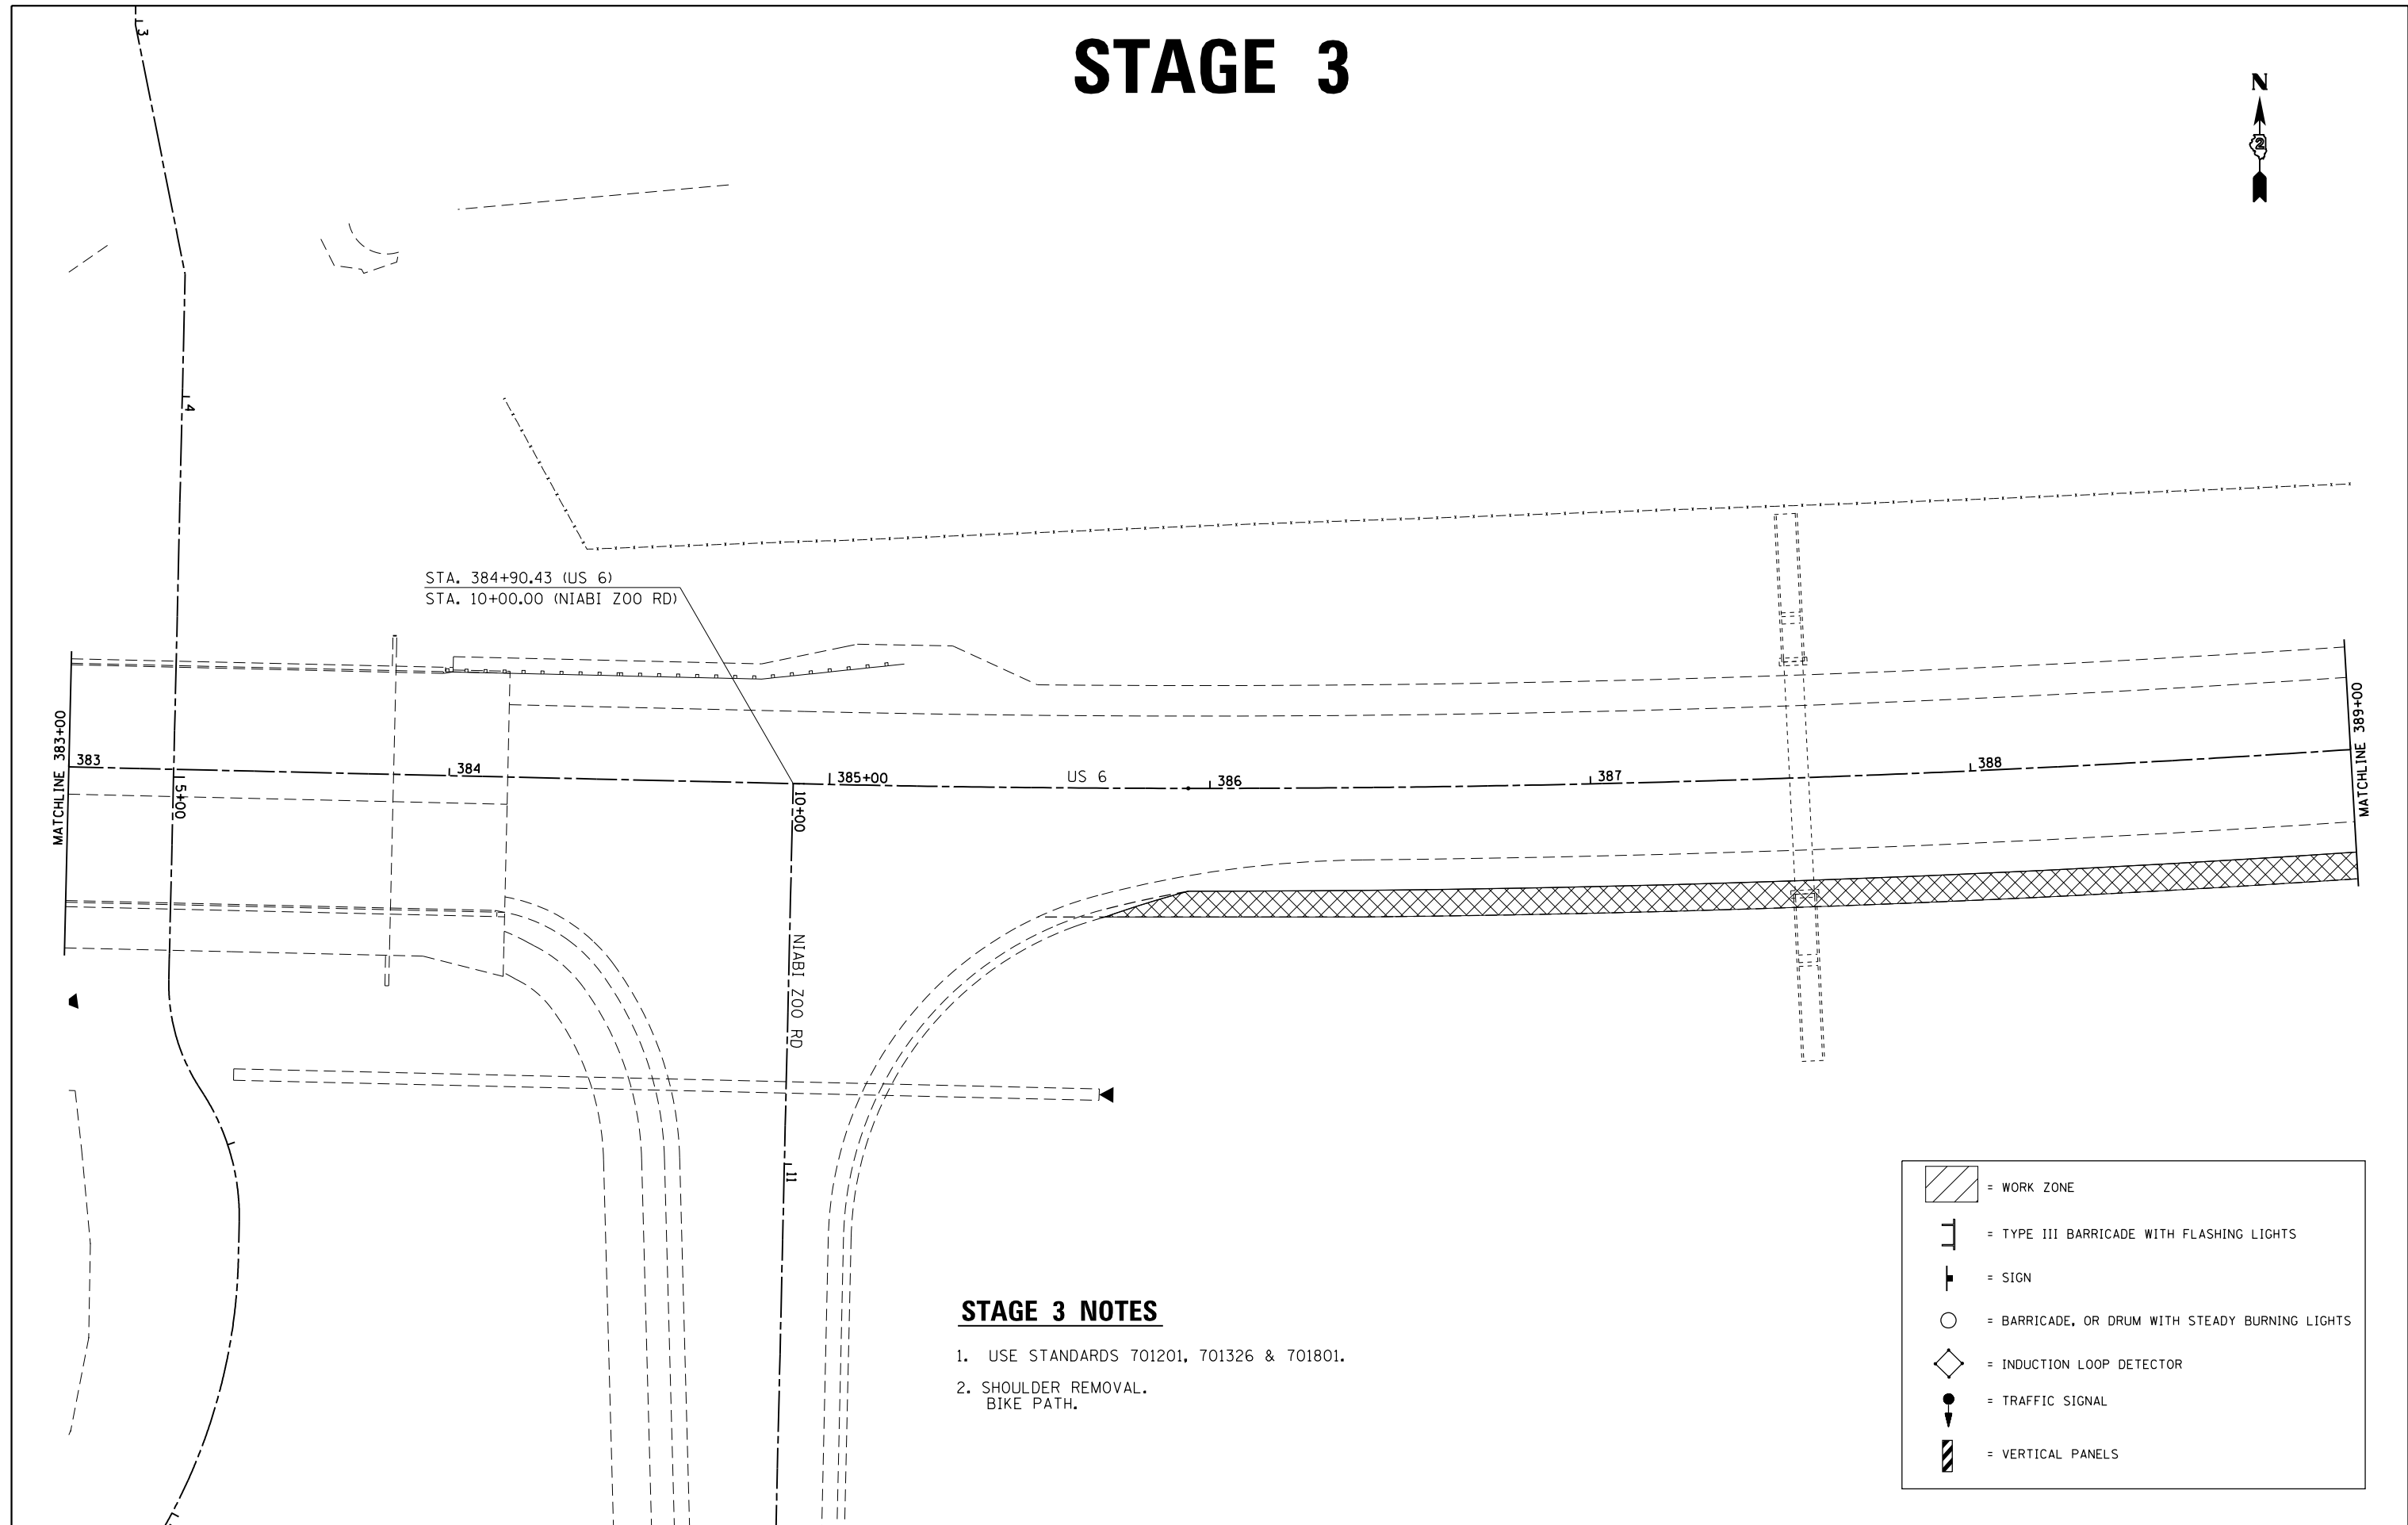 STAGE 3
N
2
3
4
STA. 384+90.43 (US 6)
STA. 10+00.00 (NIABI ZOO RD)
MATCHLINE 383+00
383
5+00
384
10+00
385+00
US 6
386
387
388
MATCHLINE 389+00
NIABI ZOO RD
11
STAGE 3 NOTES
1. USE STANDARDS 701201, 701326 & 701801.
2. SHOULDER REMOVAL.
BIKE PATH.
= WORK ZONE
= TYPE III BARRICADE WITH FLASHING LIGHTS
= SIGN
= BARRICADE, OR DRUM WITH STEADY BURNING LIGHTS
= INDUCTION LOOP DETECTOR
= TRAFFIC SIGNAL
= VERTICAL PANELS